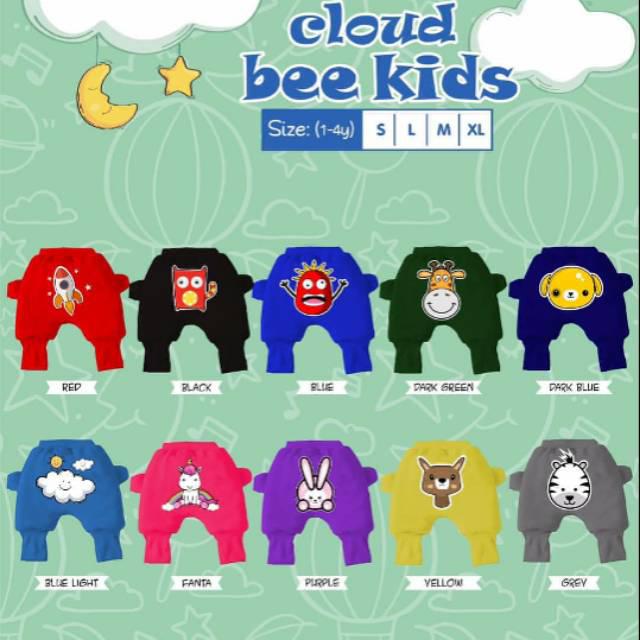 cloud
bee kids
Size: (1-4y) S L M XL
RED BLACK BLUE DARK GREEN DARK BLUE
BLUE LIGHT FANTA PURPLE YELLOW GREY